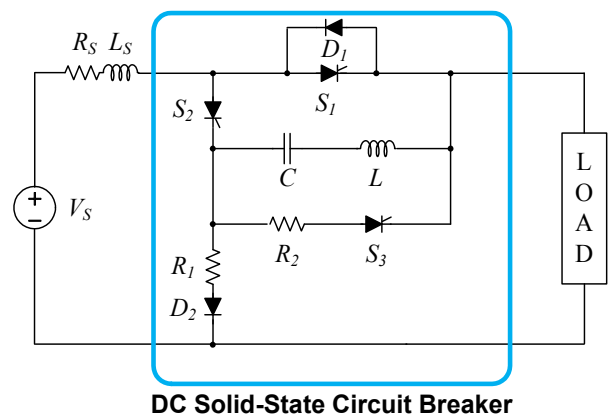 R_S L_S
D_1
S_1
S_2
C
L
L
O
A
D
V_S
R_2
S_3
R_1
D_2
DC Solid-State Circuit Breaker